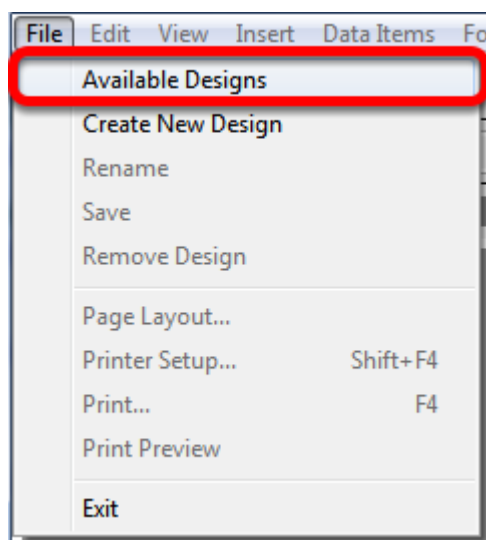 File Edit View Insert Data Items Fo
Available Designs
Create New Design
Rename
Save
Remove Design
Page Layout...
Printer Setup... Shift+F4
Print... F4
Print Preview
Exit